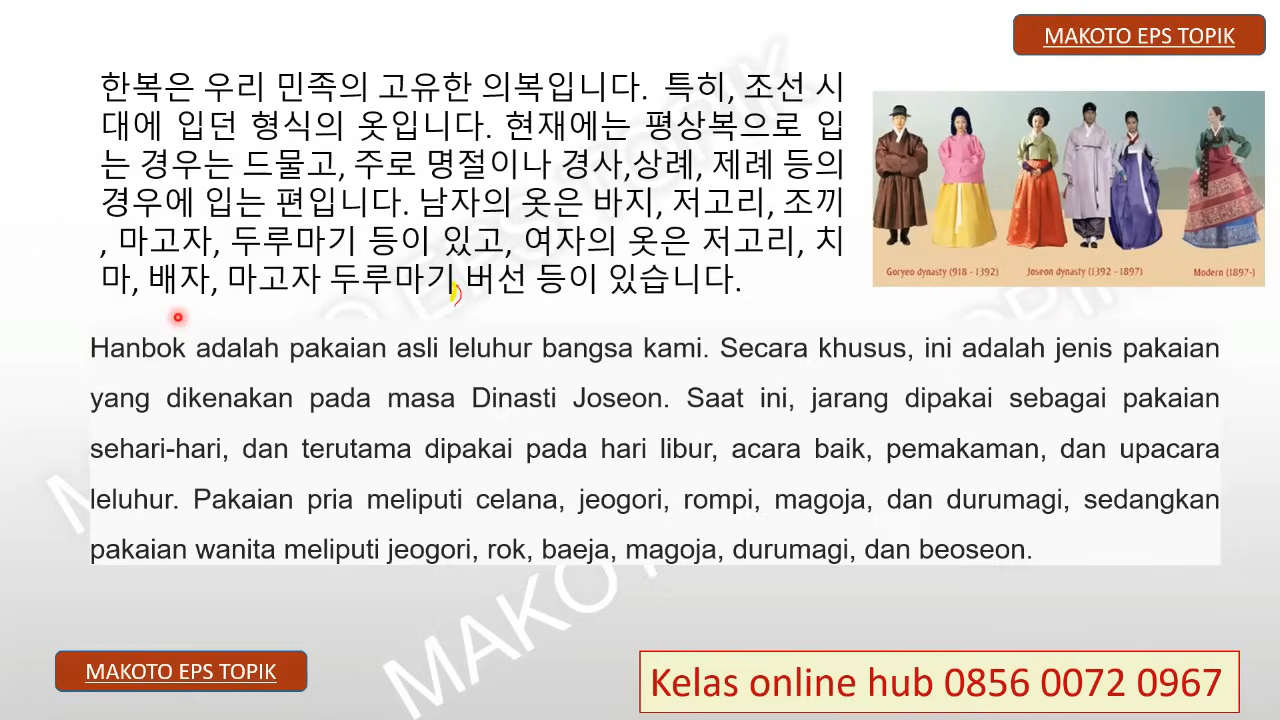 MAKOTO EPS TOPIK
한복은 우리 민족의 고유한 의복입니다. 특히, 조선 시
대에 입던 형식의 옷입니다. 현재에는 평상복으로 입
는 경우는 드물고, 주로 명절이나 경사,상례, 제례 등의
경우에 입는 편입니다. 남자의 옷은 바지, 저고리, 조끼
, 마고자, 두루마기 등이 있고, 여자의 옷은 저고리, 치
마, 배자, 마고자 두루마기 버선 등이 있습니다.
Goryeo dynasty (918 - 1392)
Joseon dynasty (1392 - 1897)
Modern (1897-)
Hanbok adalah pakaian asli leluhur bangsa kami. Secara khusus, ini adalah jenis pakaian
yang dikenakan pada masa Dinasti Joseon. Saat ini, jarang dipakai sebagai pakaian
sehari-hari, dan terutama dipakai pada hari libur, acara baik, pemakaman, dan upacara
leluhur. Pakaian pria meliputi celana, jeogori, rompi, magoja, dan durumagi, sedangkan
pakaian wanita meliputi jeogori, rok, baeja, magoja, durumagi, dan beoseon.
MAKOTO EPS TOPIK
Kelas online hub 0856 0072 0967